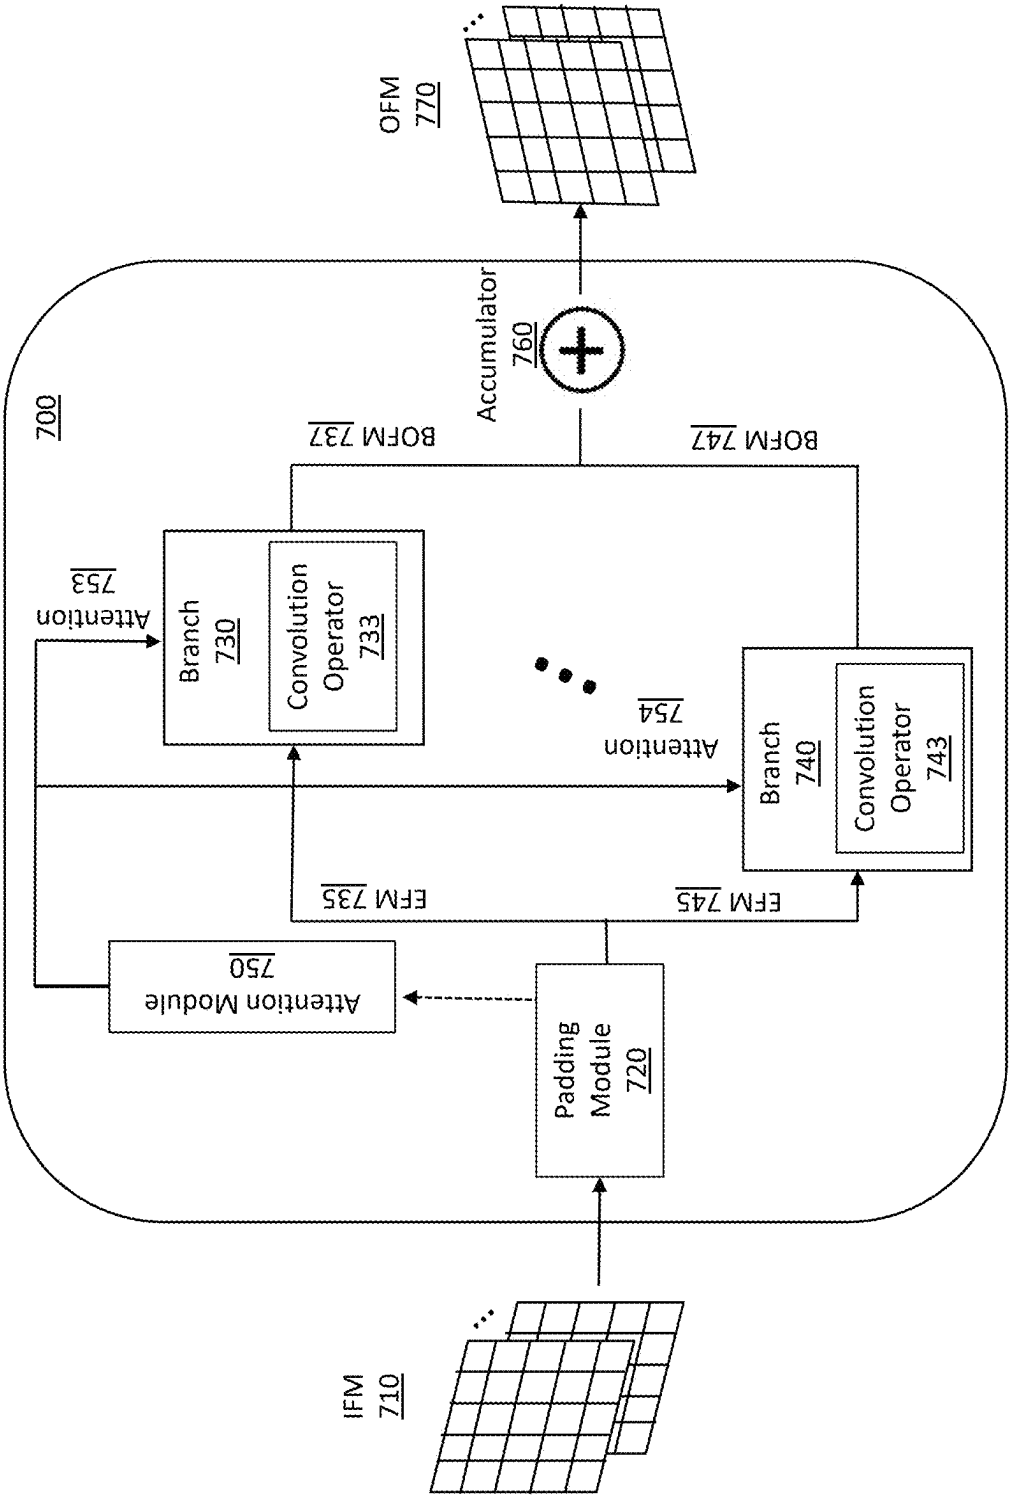 IFM
710
700
Padding
Module
720
Attention Module
750
EFM 735
EFM 745
Attention
753
Attention
754
Branch
730
Convolution
Operator
733
Branch
740
Convolution
Operator
743
BOFM 737
BOFM 747
Accumulator
760
OFM
770